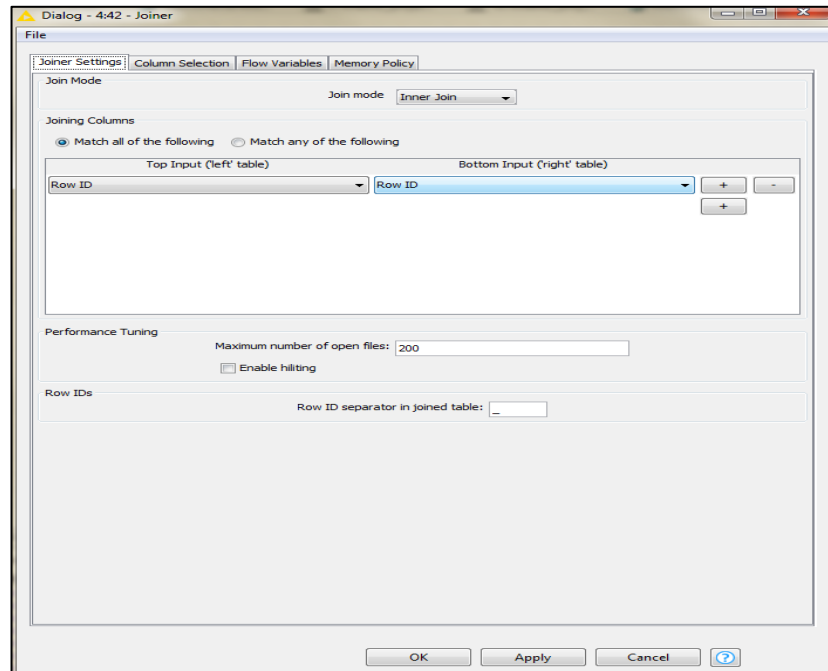 Dialog - 4:42 - Joiner
File
Joiner Settings Column Selection Flow Variables Memory Policy
Join Mode
Join mode Inner Join
Joining Columns
Match all of the following Match any of the following
Top Input ('left' table) Bottom Input ('right' table)
Row ID Row ID + -
+
Performance Tuning
Maximum number of open files: 200
Enable hiliting
Row IDs
Row ID separator in joined table: _
OK Apply Cancel ?